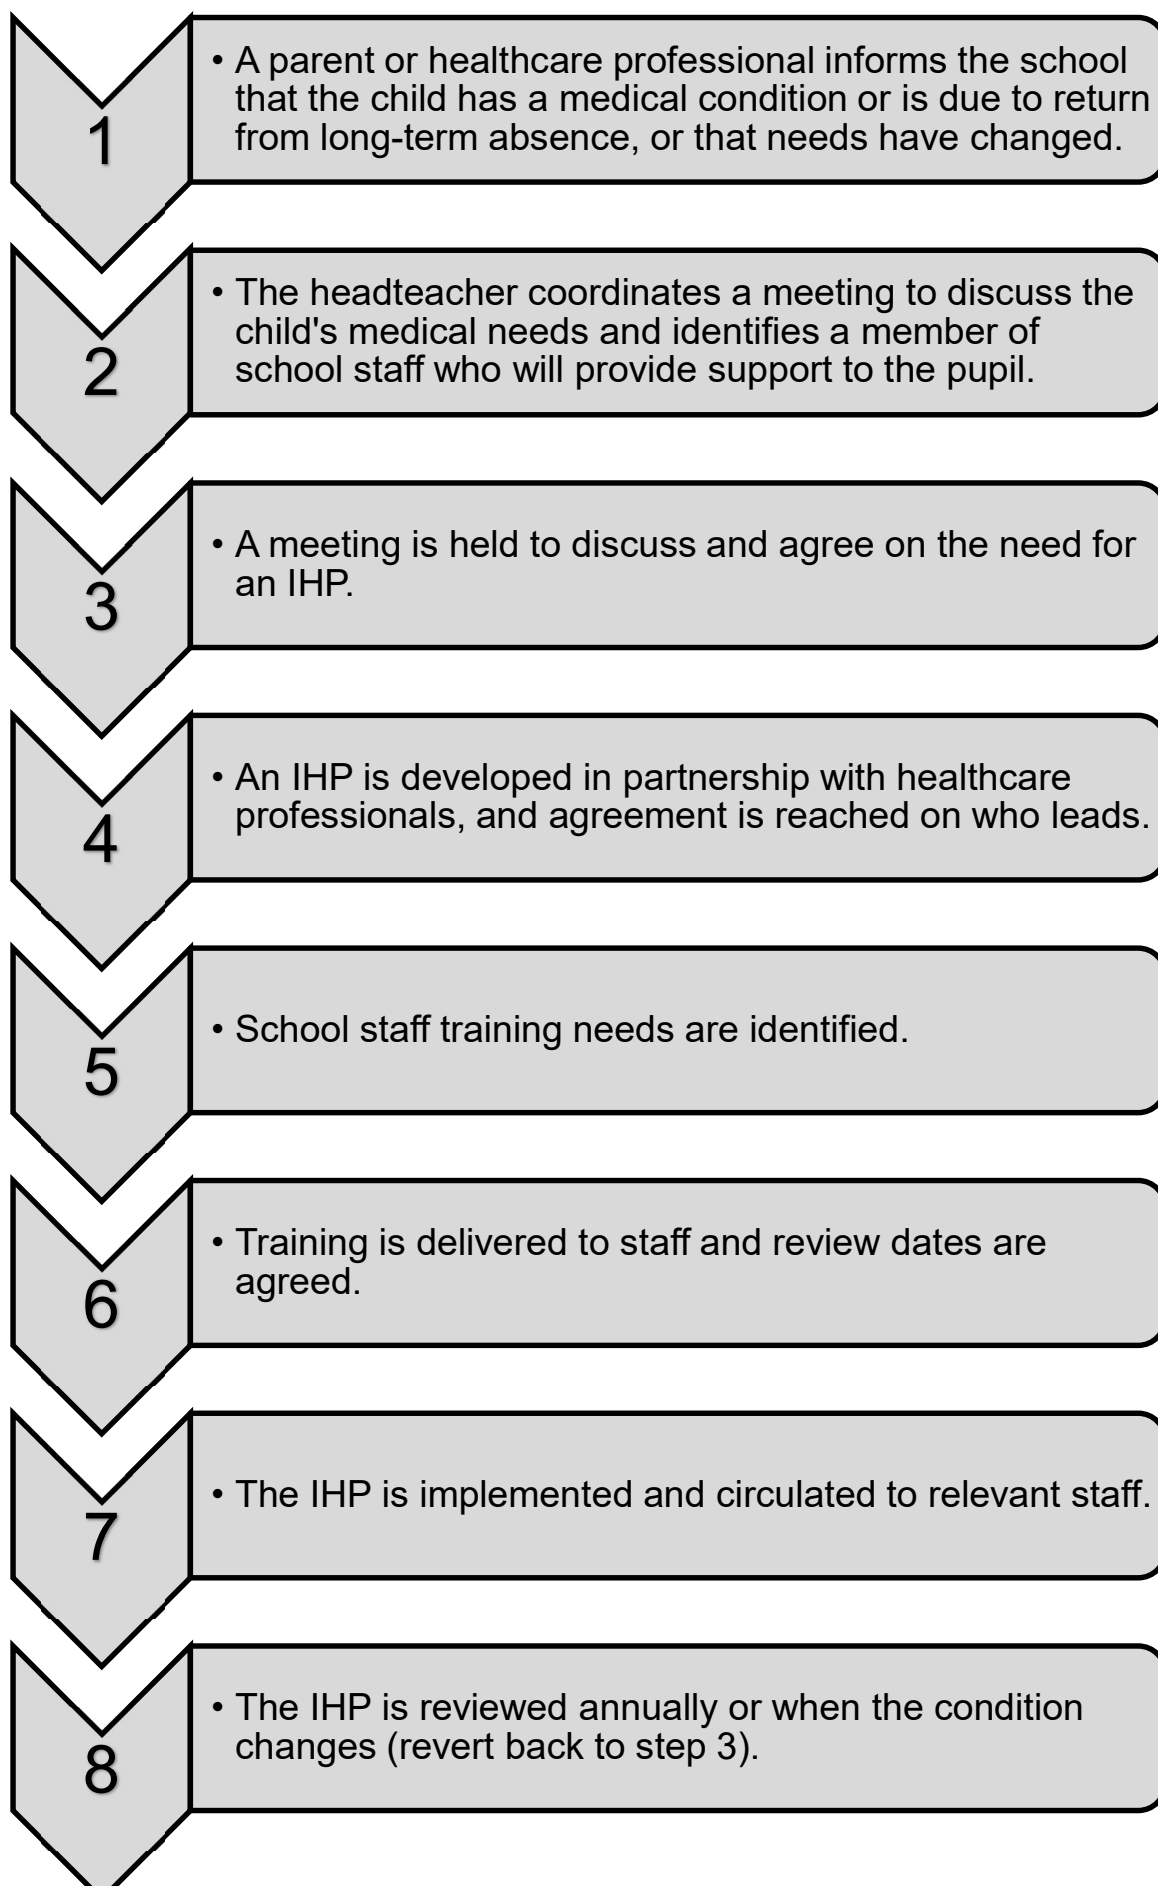 1
• A parent or healthcare professional informs the school
that the child has a medical condition or is due to return
from long-term absence, or that needs have changed.
2
• The headteacher coordinates a meeting to discuss the
child's medical needs and identifies a member of
school staff who will provide support to the pupil.
3
• A meeting is held to discuss and agree on the need for
an IHP.
4
• An IHP is developed in partnership with healthcare
professionals, and agreement is reached on who leads.
5
• School staff training needs are identified.
6
• Training is delivered to staff and review dates are
agreed.
7
• The IHP is implemented and circulated to relevant staff.
8
• The IHP is reviewed annually or when the condition
changes (revert back to step 3).